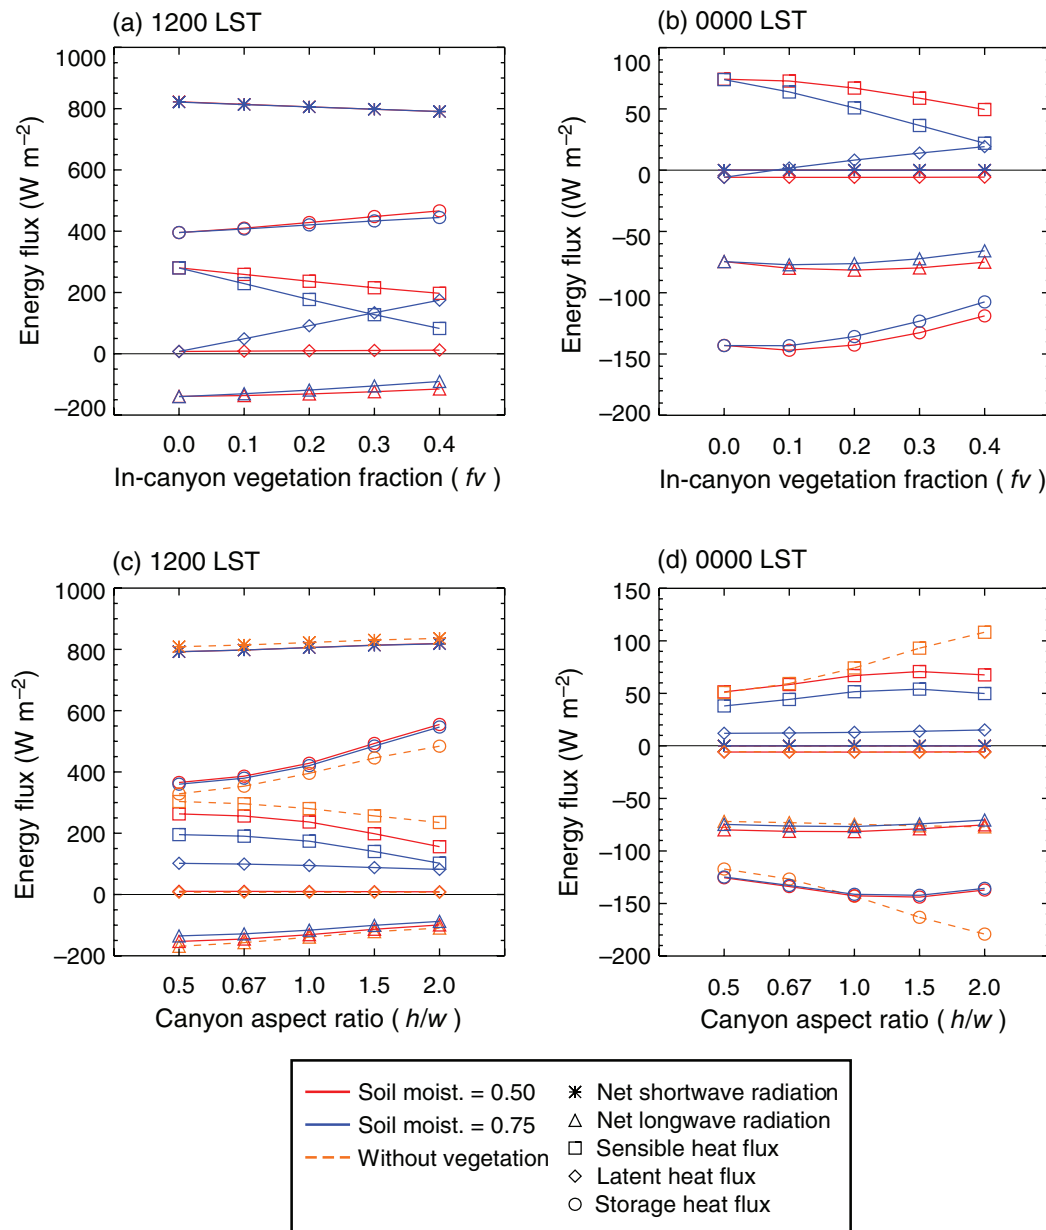 (a) 1200 LST
1000
800
600
400
200
0
−200
Energy flux (W m−2)
0.0 0.1 0.2 0.3 0.4
In-canyon vegetation fraction ( fv )
(b) 0000 LST
100
50
0
−50
−100
−150
−200
Energy flux ((W m−2)
0.0 0.1 0.2 0.3 0.4
In-canyon vegetation fraction ( fv )
(c) 1200 LST
1000
800
600
400
200
0
−200
Energy flux (W m−2)
0.5 0.67 1.0 1.5 2.0
Canyon aspect ratio ( h/w )
(d) 0000 LST
150
100
50
0
−50
−100
−150
−200
Energy flux (W m−2)
0.5 0.67 1.0 1.5 2.0
Canyon aspect ratio ( h/w )
Soil moist. = 0.50
Soil moist. = 0.75
Without vegetation
Net shortwave radiation
Net longwave radiation
Sensible heat flux
Latent heat flux
Storage heat flux